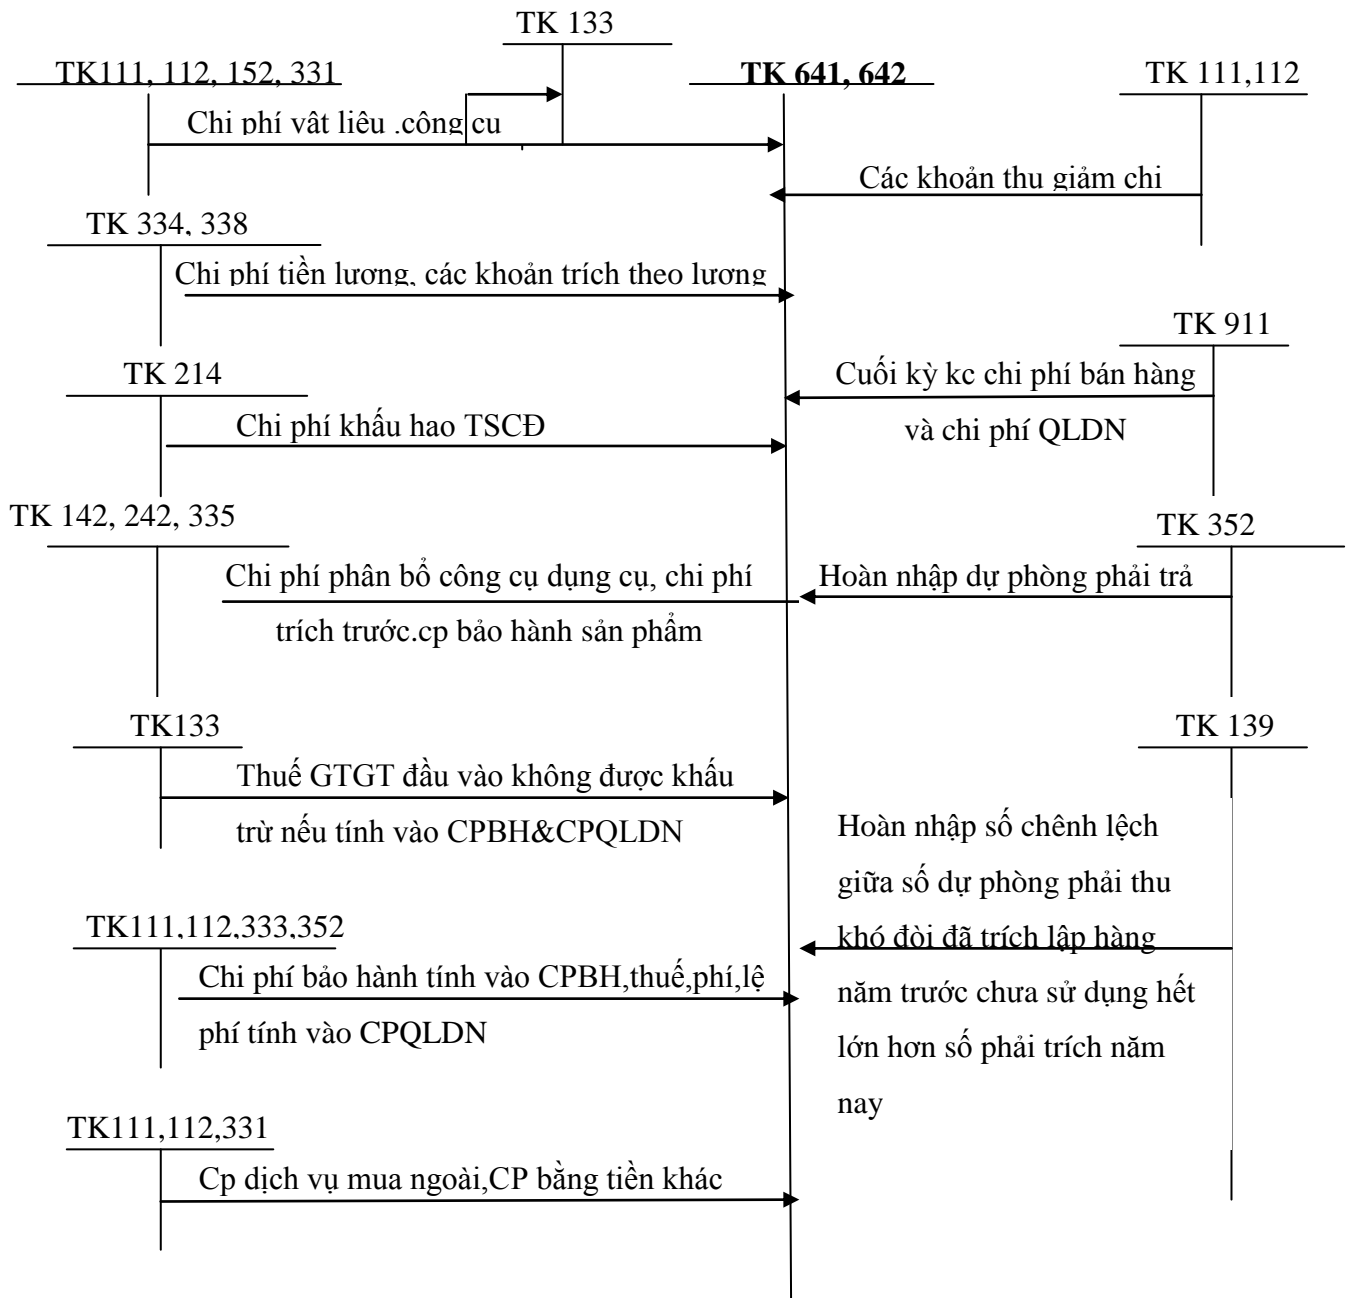 TK 133
TK111, 112, 152, 331
TK 641, 642
TK 111,112
Chi phí vât liêu .công cu
Các khoản thu giảm chi
TK 334, 338
Chi phí tiền lương, các khoản trích theo lương
TK 911
TK 214
Cuối kỳ kc chi phí bán hàng
và chi phí QLDN
Chi phí khấu hao TSCĐ
TK 142, 242, 335
TK 352
Chi phí phân bổ công cụ dụng cụ, chi phí
trích trước.cp bảo hành sản phẩm
Hoàn nhập dự phòng phải trả
TK133
TK 139
Thuế GTGT đầu vào không được khấu
trừ nếu tính vào CPBH&CPQLDN
Hoàn nhập số chênh lệch
giữa số dự phòng phải thu
khó đòi đã trích lập hàng
năm trước chưa sử dụng hết
lớn hơn số phải trích năm
nay
TK111,112,333,352
Chi phí bảo hành tính vào CPBH,thuế,phí,lệ
phí tính vào CPQLDN
TK111,112,331
Cp dịch vụ mua ngoài,CP bằng tiền khác